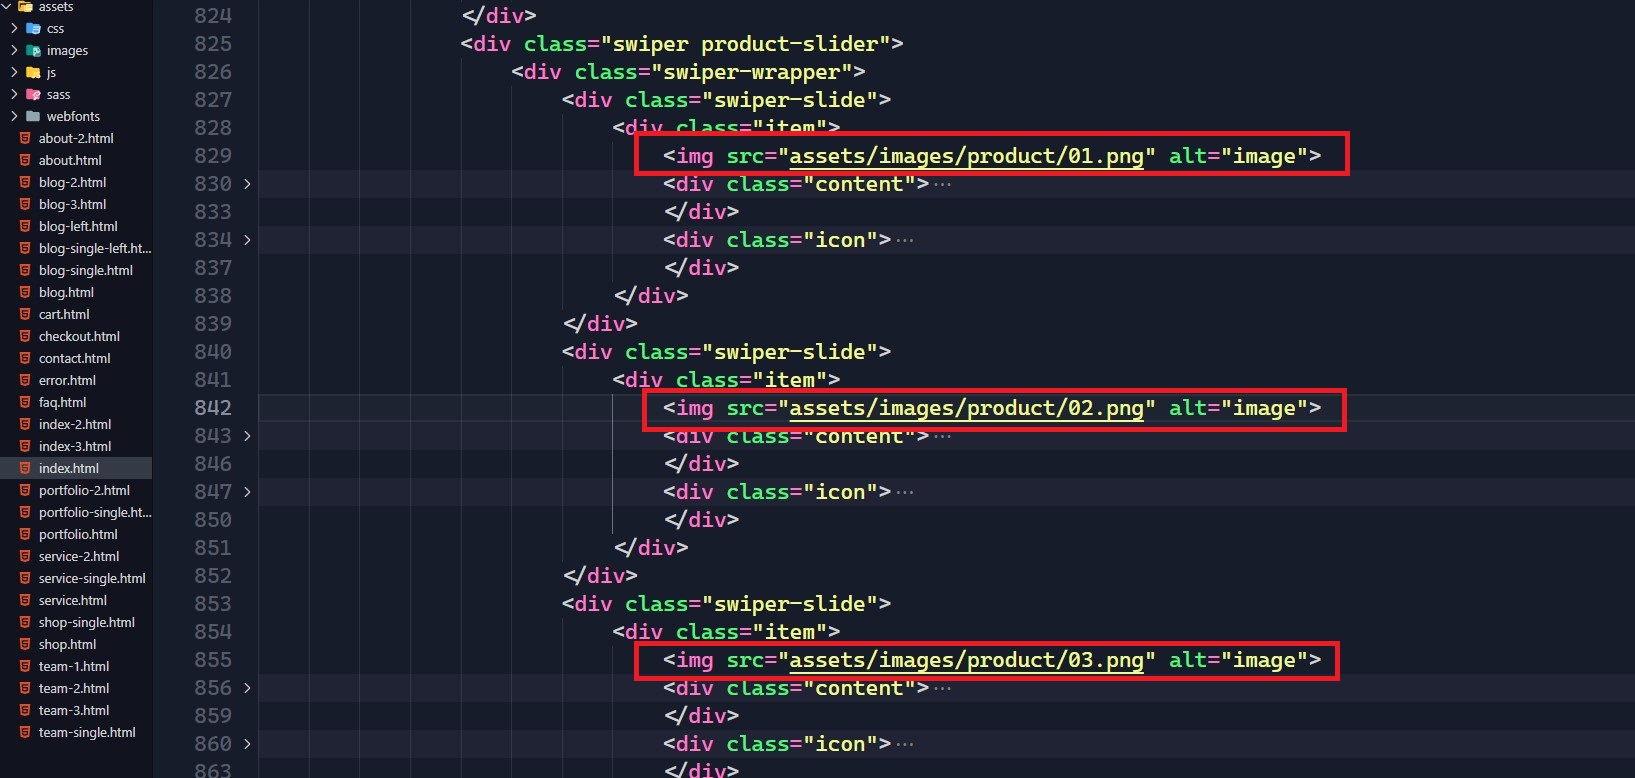 assets
css
images
js
sass
webfonts
about-2.html
about.html
blog-2.html
blog-3.html
blog-left.html
blog-single-left.ht...
blog-single.html
blog.html
cart.html
checkout.html
contact.html
error.html
faq.html
index-2.html
index-3.html
index.html
portfolio-2.html
portfolio-single.ht...
portfolio.html
service-2.html
service-single.html
service.html
shop-single.html
shop.html
team-1.html
team-2.html
team-3.html
team-single.html
824 </div>
825 <div class="swiper product-slider">
826 <div class="swiper-wrapper">
827 <div class="swiper-slide">
828 <div class="item">
829 <img src="assets/images/product/01.png" alt="image">
830 <div class="content">···
833 </div>
834 <div class="icon">···
837 </div>
838 </div>
839 </div>
840 <div class="swiper-slide">
841 <div class="item">
842 <img src="assets/images/product/02.png" alt="image">
843 <div class="content">···
846 </div>
847 <div class="icon">···
850 </div>
851 </div>
852 </div>
853 <div class="swiper-slide">
854 <div class="item">
855 <img src="assets/images/product/03.png" alt="image">
856 <div class="content">···
859 </div>
860 <div class="icon">···
863 </div>